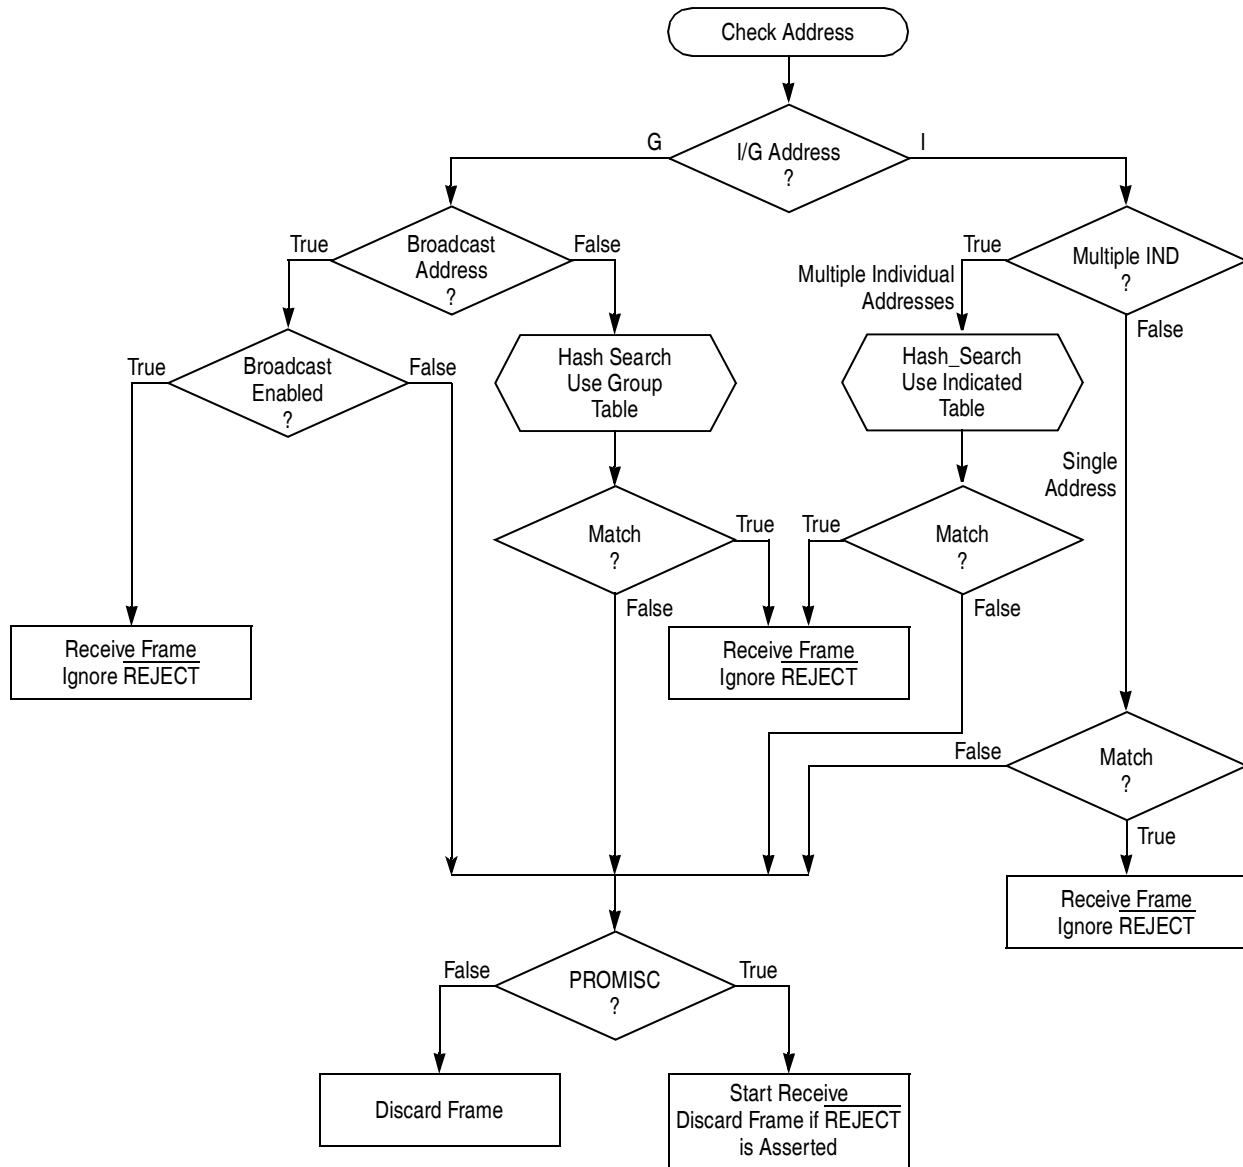 Check Address
I/G Address
?
G
I
Broadcast
Address
?
True
False
Multiple IND
?
True
Multiple Individual
Addresses
False
Broadcast
Enabled
?
True
False
Hash Search
Use Group
Table
Hash_Search
Use Indicated
Table
Single
Address
Match
?
True
False
Match
?
True
False
Receive Frame
Ignore REJECT
Receive Frame
Ignore REJECT
Match
?
False
True
Receive Frame
Ignore REJECT
PROMISC
?
False
True
Discard Frame
Start Receive
Discard Frame if REJECT
is Asserted